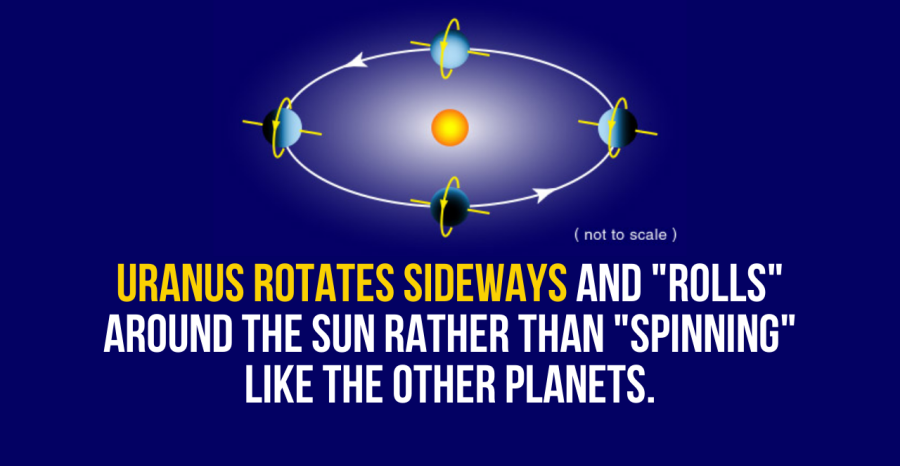 ( not to scale )
URANUS ROTATES SIDEWAYS AND "ROLLS"
AROUND THE SUN RATHER THAN "SPINNING"
LIKE THE OTHER PLANETS.